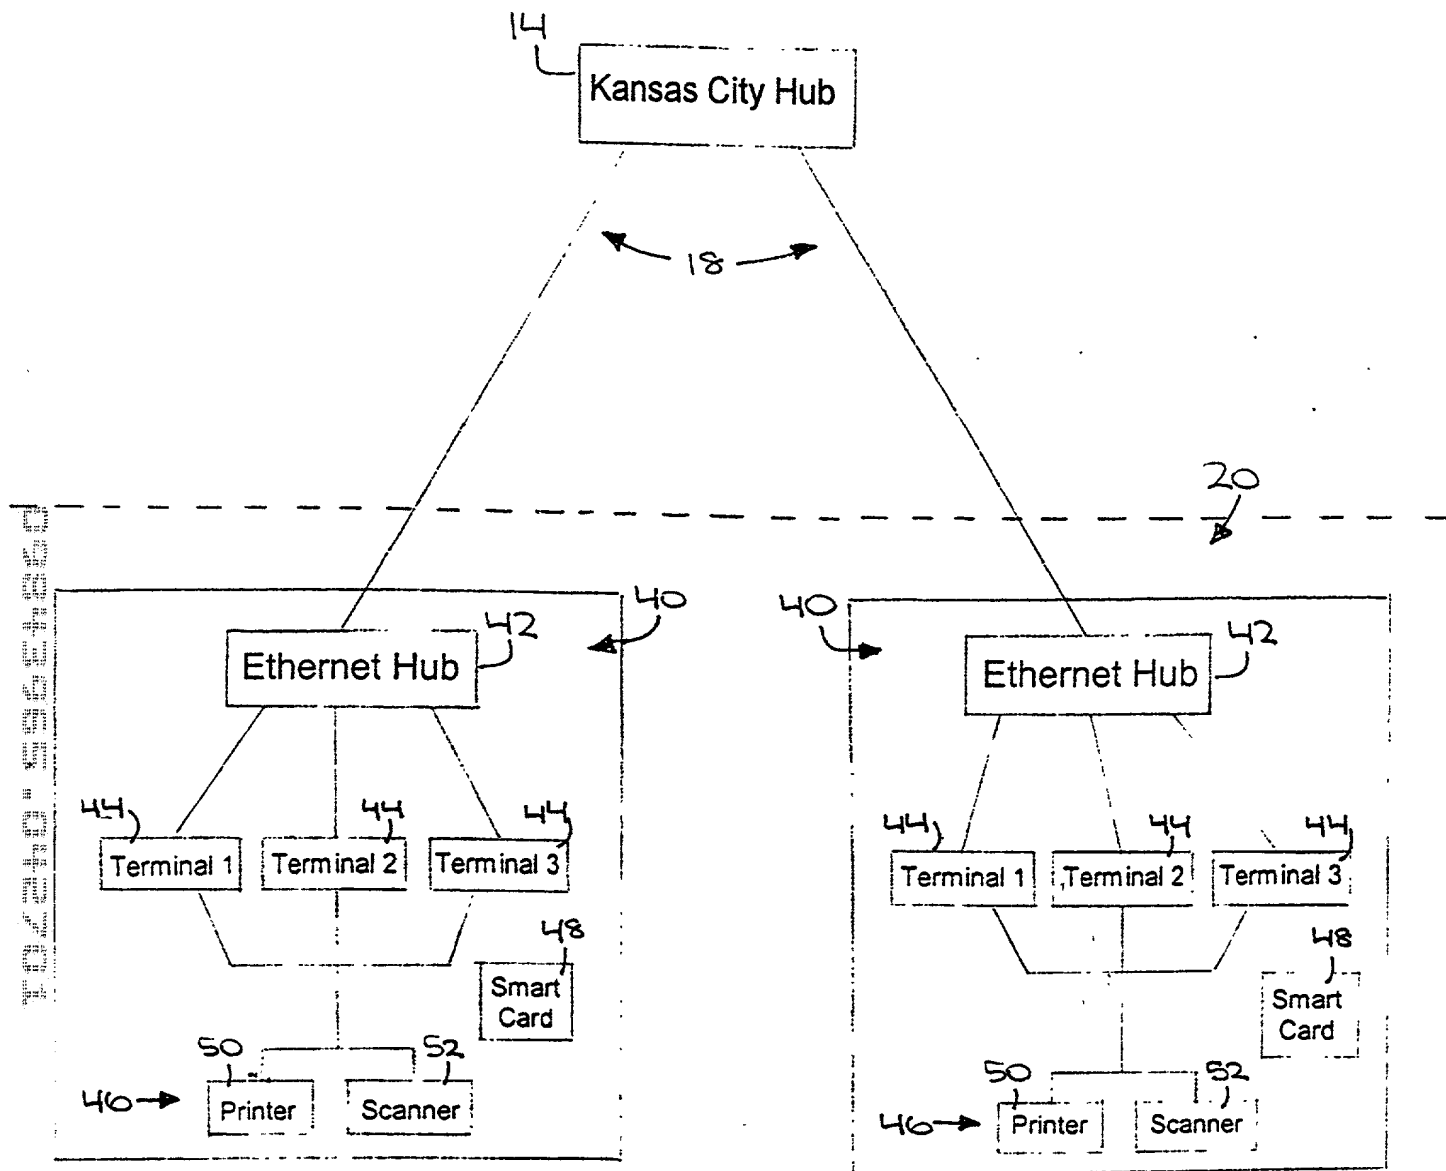 14
Kansas City Hub
18
20
40
42
Ethernet Hub
40
42
Ethernet Hub
44
44
44
Terminal 1
Terminal 2
Terminal 3
44
44
44
Terminal 1
Terminal 2
Terminal 3
48
Smart
Card
48
Smart
Card
50
52
46
Printer
Scanner
50
52
46
Printer
Scanner